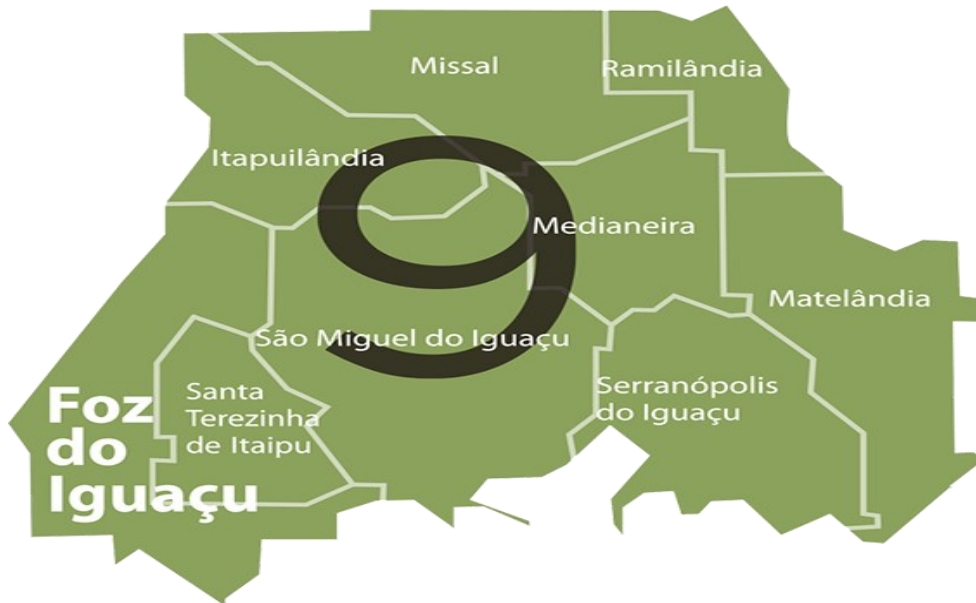 Missal
Ramilândia
Itapuilândia
9
Medianeira
Matelândia
São Miguel do Iguaçu
Santa
Terezinha
de Itaipu
Serranópolis
do Iguaçu
Foz
do
Iguaçu